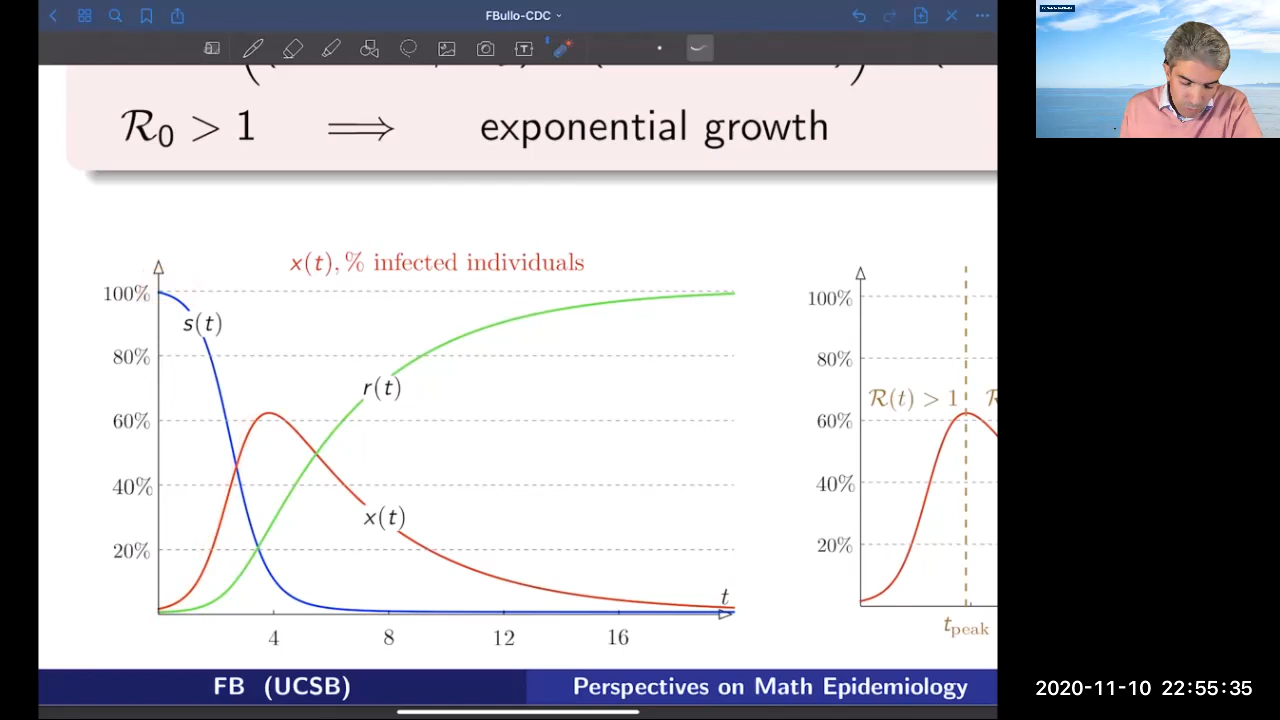 FBullo-CDC
T
R₀ > 1 ⟹ exponential growth
x(t), % infected individuals
100%
80%
60%
40%
20%
s(t)
r(t)
x(t)
t
4 8 12 16
100%
80%
60%
40%
20%
R(t) > 1
t_peak
FB (UCSB)
Perspectives on Math Epidemiology
2020-11-10 22:55:35